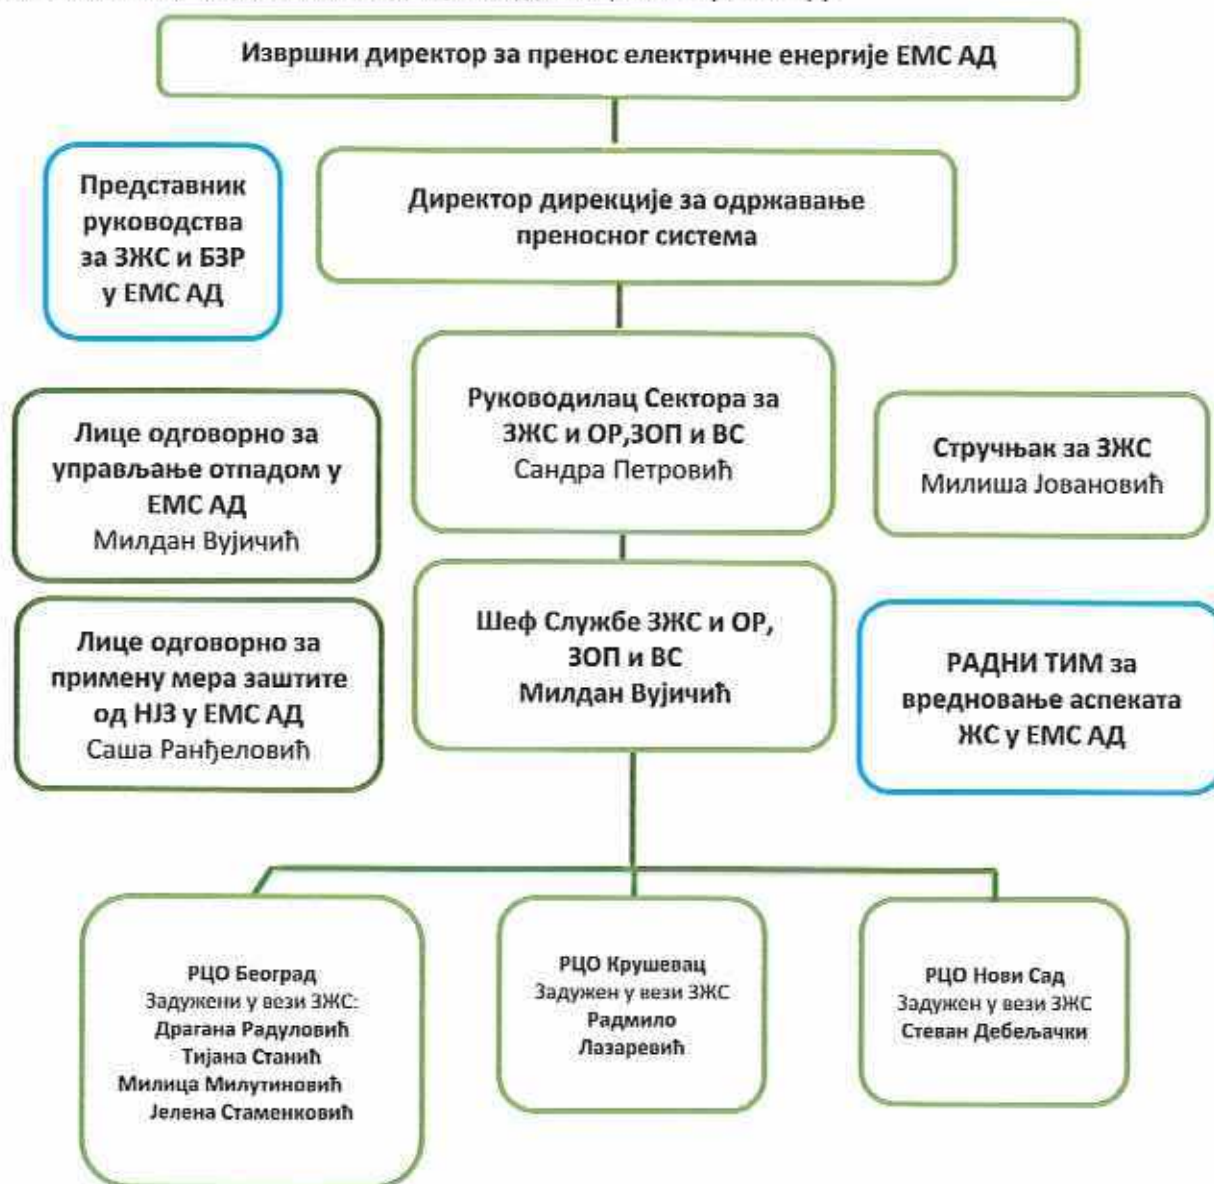 Извршни директор за пренос електричне енергије ЕМС АД
Представник
руководства
за ЗЖС и БЗР
у ЕМС АД
Директор дирекције за одржавање
преносног система
Лице одговорно за
управљање отпадом у
ЕМС АД
Милдан Вујичић
Руководилац Сектора за
ЗЖС и ОР,ЗОП и ВС
Сандра Петровић
Стручњак за ЗЖС
Милиша Јовановић
Лице одговорно за
примену мера заштите
од НЈЗ у ЕМС АД
Саша Ранђеловић
Шеф Службе ЗЖС и ОР,
ЗОП и ВС
Милдан Вујичић
РАДНИ ТИМ за
вредновање аспеката
ЖС у ЕМС АД
РЦО Београд
Задужени у вези ЗЖС:
Драгана Радуловић
Тијана Станић
Милица Милутиновић
Јелена Стаменковић
РЦО Крушевац
Задужен у вези ЗЖС
Радмило
Лазаревић
РЦО Нови Сад
Задужен у вези ЗЖС
Стеван Дебељачки